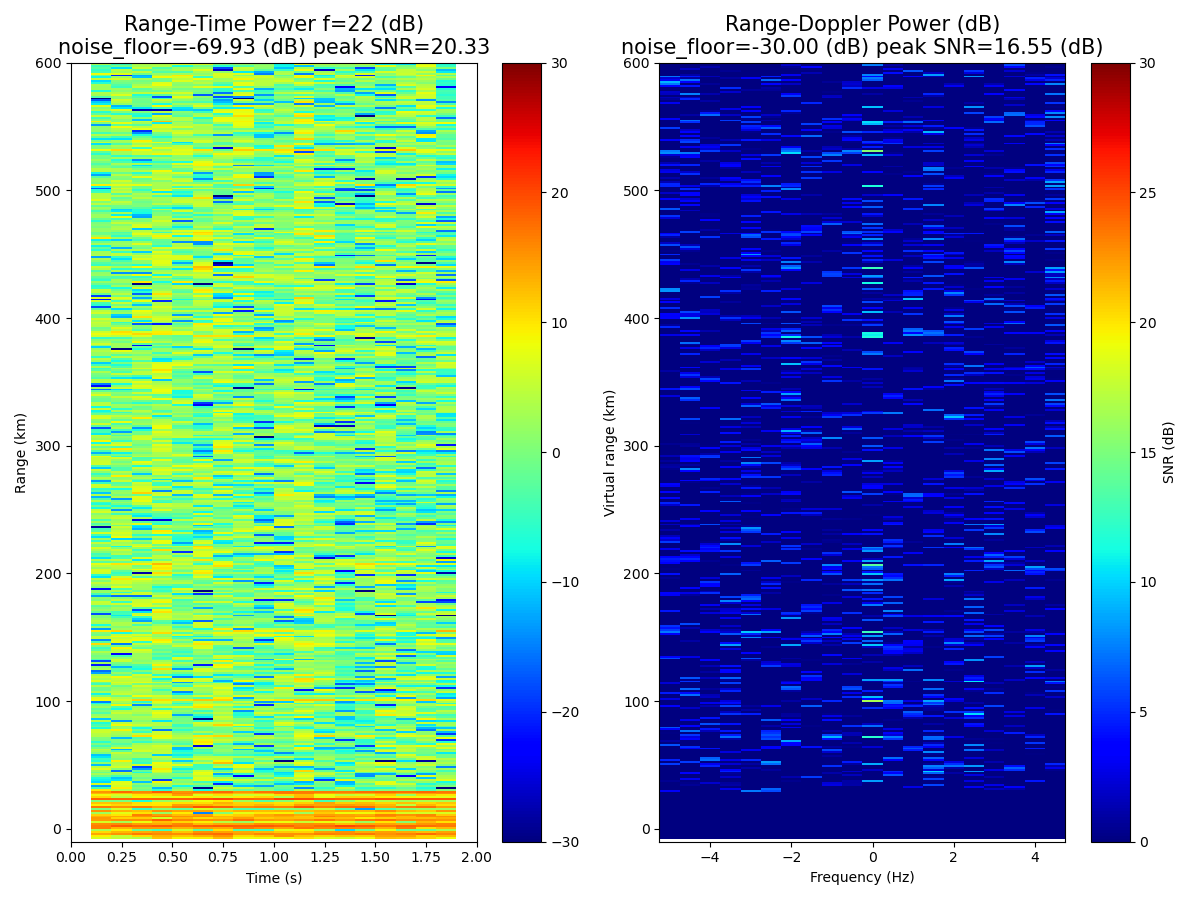 Range-Time Power f=22 (dB)
noise_floor=-69.93 (dB) peak SNR=20.33
Range-Doppler Power (dB)
noise_floor=-30.00 (dB) peak SNR=16.55 (dB)
Range (km)
600
500
400
300
200
100
0
0.00 0.25 0.50 0.75 1.00 1.25 1.50 1.75 2.00
Time (s)
30
20
10
0
−10
−20
−30
Virtual range (km)
600
500
400
300
200
100
0
−4 −2 0 2 4
Frequency (Hz)
30
25
20
15
10
5
0
SNR (dB)